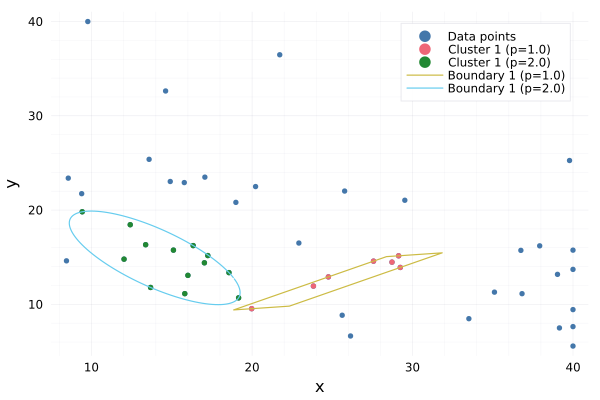 40
30
20
10
y
Data points
Cluster 1 (p=1.0)
Cluster 1 (p=2.0)
Boundary 1 (p=1.0)
Boundary 1 (p=2.0)
10 20 30 40
x